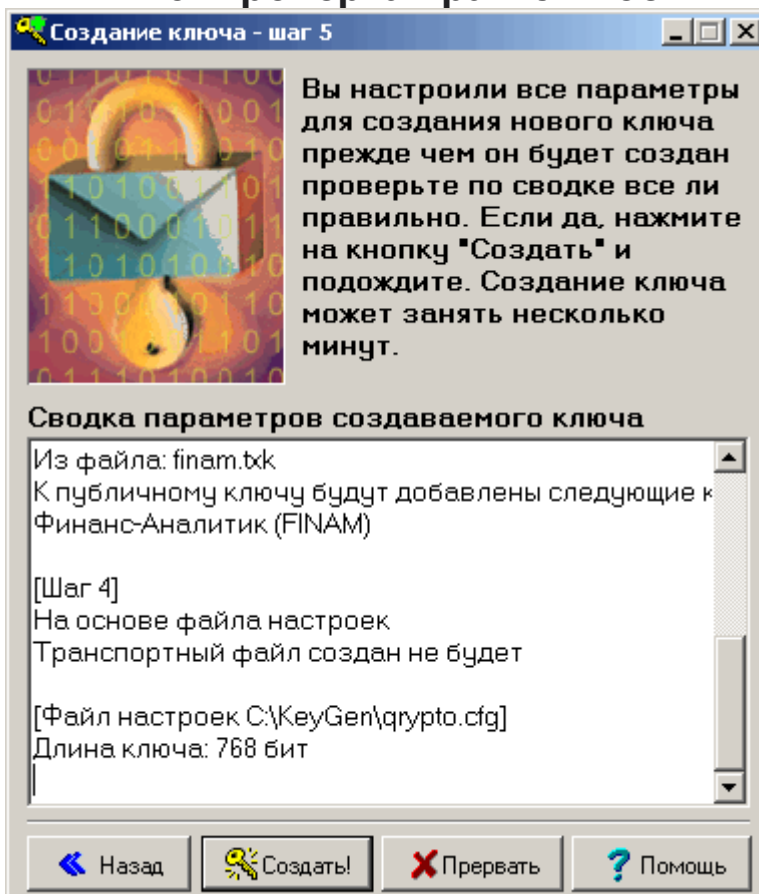 Создание ключа - шаг 5
Вы настроили все параметры
для создания нового ключа
прежде чем он будет создан
проверьте по сводке все ли
правильно. Если да, нажмите
на кнопку "Создать" и
подождите. Создание ключа
может занять несколько
минут.
Сводка параметров создаваемого ключа
Из файла: finam.txk
К публичному ключу будут добавлены следующие к
Финанс-Аналитик (FINAM)
[Шаг 4]
На основе файла настроек
Транспортный файл создан не будет
[Файл настроек C:\KeyGen\qrypto.cfg]
Длина ключа: 768 бит
Назад
Создать!
Прервать
Помощь